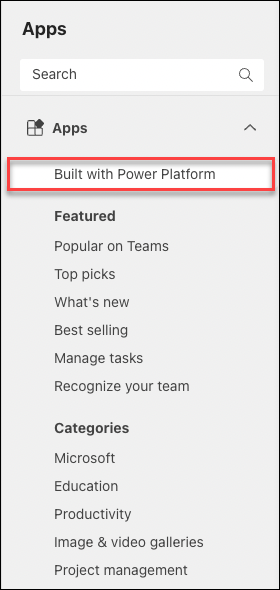 Apps
Search
Apps
Built with Power Platform
Featured
Popular on Teams
Top picks
What's new
Best selling
Manage tasks
Recognize your team
Categories
Microsoft
Education
Productivity
Image & video galleries
Project management